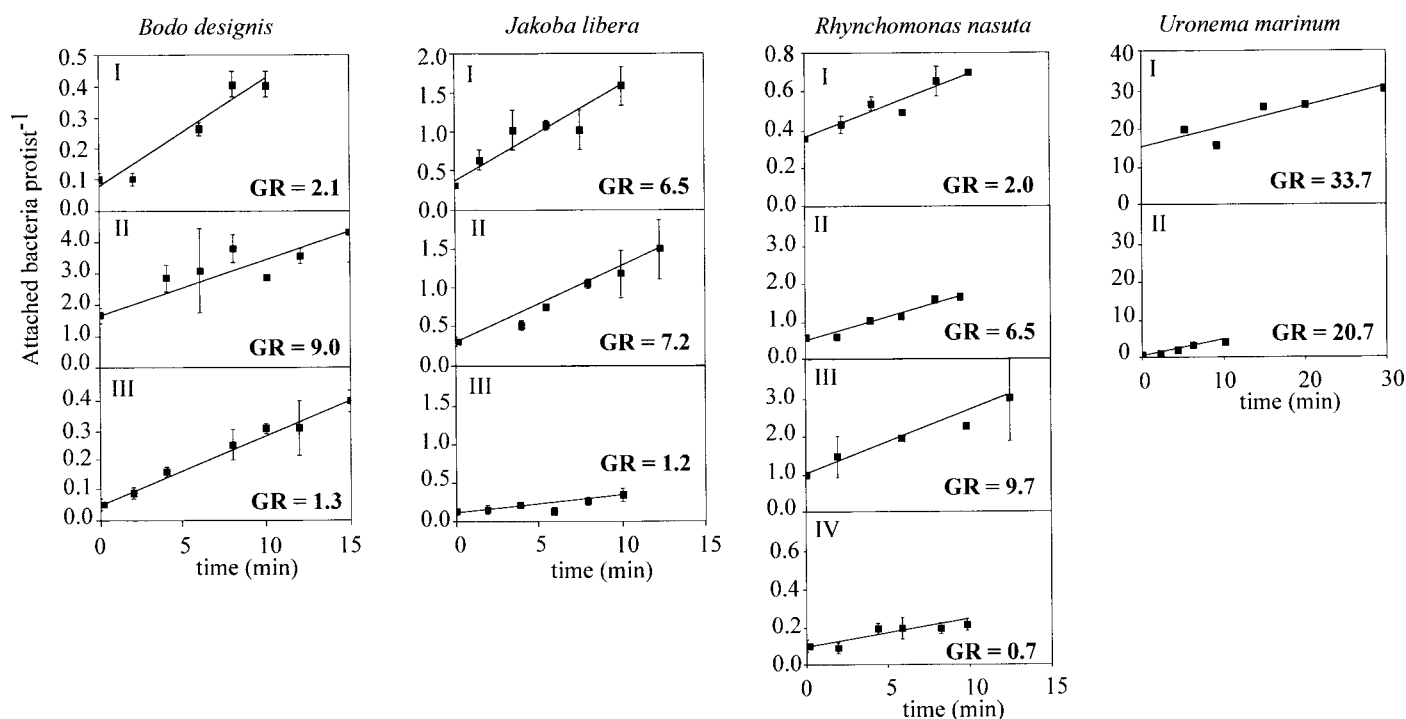 Bodo designis
Jakoba libera
Rhynchomonas nasuta
Uronema marinum
Attached bacteria protist⁻¹
I
0.5
0.4
0.3
0.2
0.1
0.0
GR = 2.1
II
4.0
3.0
2.0
1.0
0.0
GR = 9.0
III
0.4
0.3
0.2
0.1
0.0
GR = 1.3
0 5 10 15
time (min)
I
2.0
1.5
1.0
0.5
0.0
GR = 6.5
II
1.5
1.0
0.5
0.0
GR = 7.2
III
1.5
1.0
0.5
0.0
GR = 1.2
0 5 10 15
time (min)
I
0.8
0.6
0.4
0.2
0.0
GR = 2.0
II
3.0
2.0
1.0
0.0
GR = 6.5
III
3.0
2.0
1.0
0.0
GR = 9.7
IV
0.6
0.4
0.2
0.0
GR = 0.7
0 5 10 15
time (min)
I
40
30
20
10
0
GR = 33.7
II
30
20
10
0
GR = 20.7
0 10 20 30
time (min)